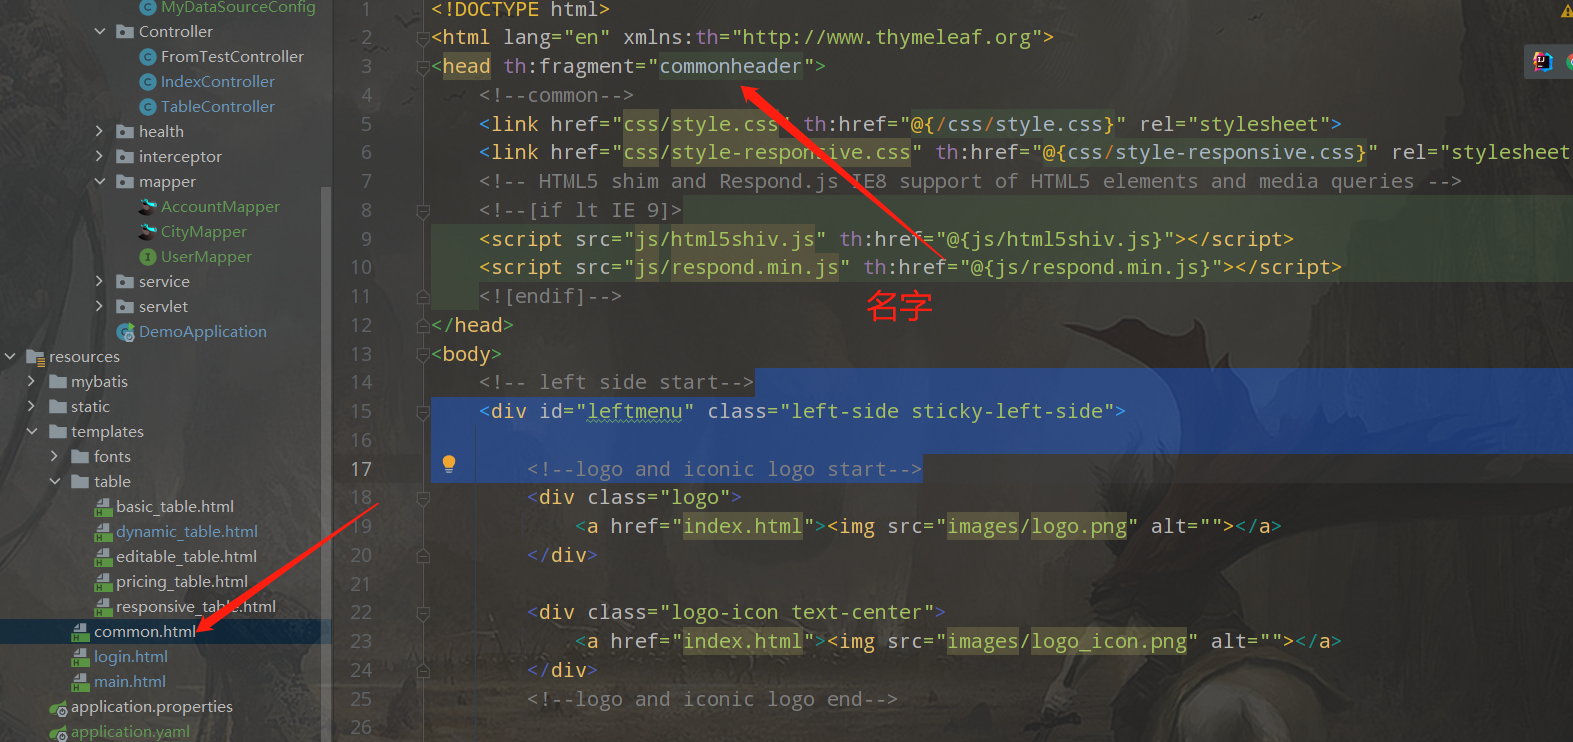 MyDataSourceConfig
Controller
FromTestController
IndexController
TableController
health
interceptor
mapper
AccountMapper
CityMapper
UserMapper
service
servlet
DemoApplication
resources
mybatis
static
templates
fonts
table
basic_table.html
dynamic_table.html
editable_table.html
pricing_table.html
responsive_table.html
common.html
login.html
main.html
application.properties
application.yaml
1 <!DOCTYPE html>
2 <html lang="en" xmlns:th="http://www.thymeleaf.org">
3 <head th:fragment="commonheader">
4 <!--common-->
5 <link href="css/style.css" th:href="@{/css/style.css}" rel="stylesheet">
6 <link href="css/style-responsive.css" th:href="@{css/style-responsive.css}" rel="stylesheet
7 <!-- HTML5 shim and Respond.js IE8 support of HTML5 elements and media queries -->
8 <!--[if lt IE 9]>
9 <script src="js/html5shiv.js" th:href="@{js/html5shiv.js}"></script>
10 <script src="js/respond.min.js" th:href="@{js/respond.min.js}"></script>
11 <![endif]-->
名字
12 </head>
13 <body>
14 <!-- left side start-->
15 <div id="leftmenu" class="left-side sticky-left-side">
16
17 <!--logo and iconic logo start-->
18 <div class="logo">
19 <a href="index.html"><img src="images/logo.png" alt=""></a>
20 </div>
21
22 <div class="logo-icon text-center">
23 <a href="index.html"><img src="images/logo_icon.png" alt=""></a>
24 </div>
25 <!--logo and iconic logo end-->
26